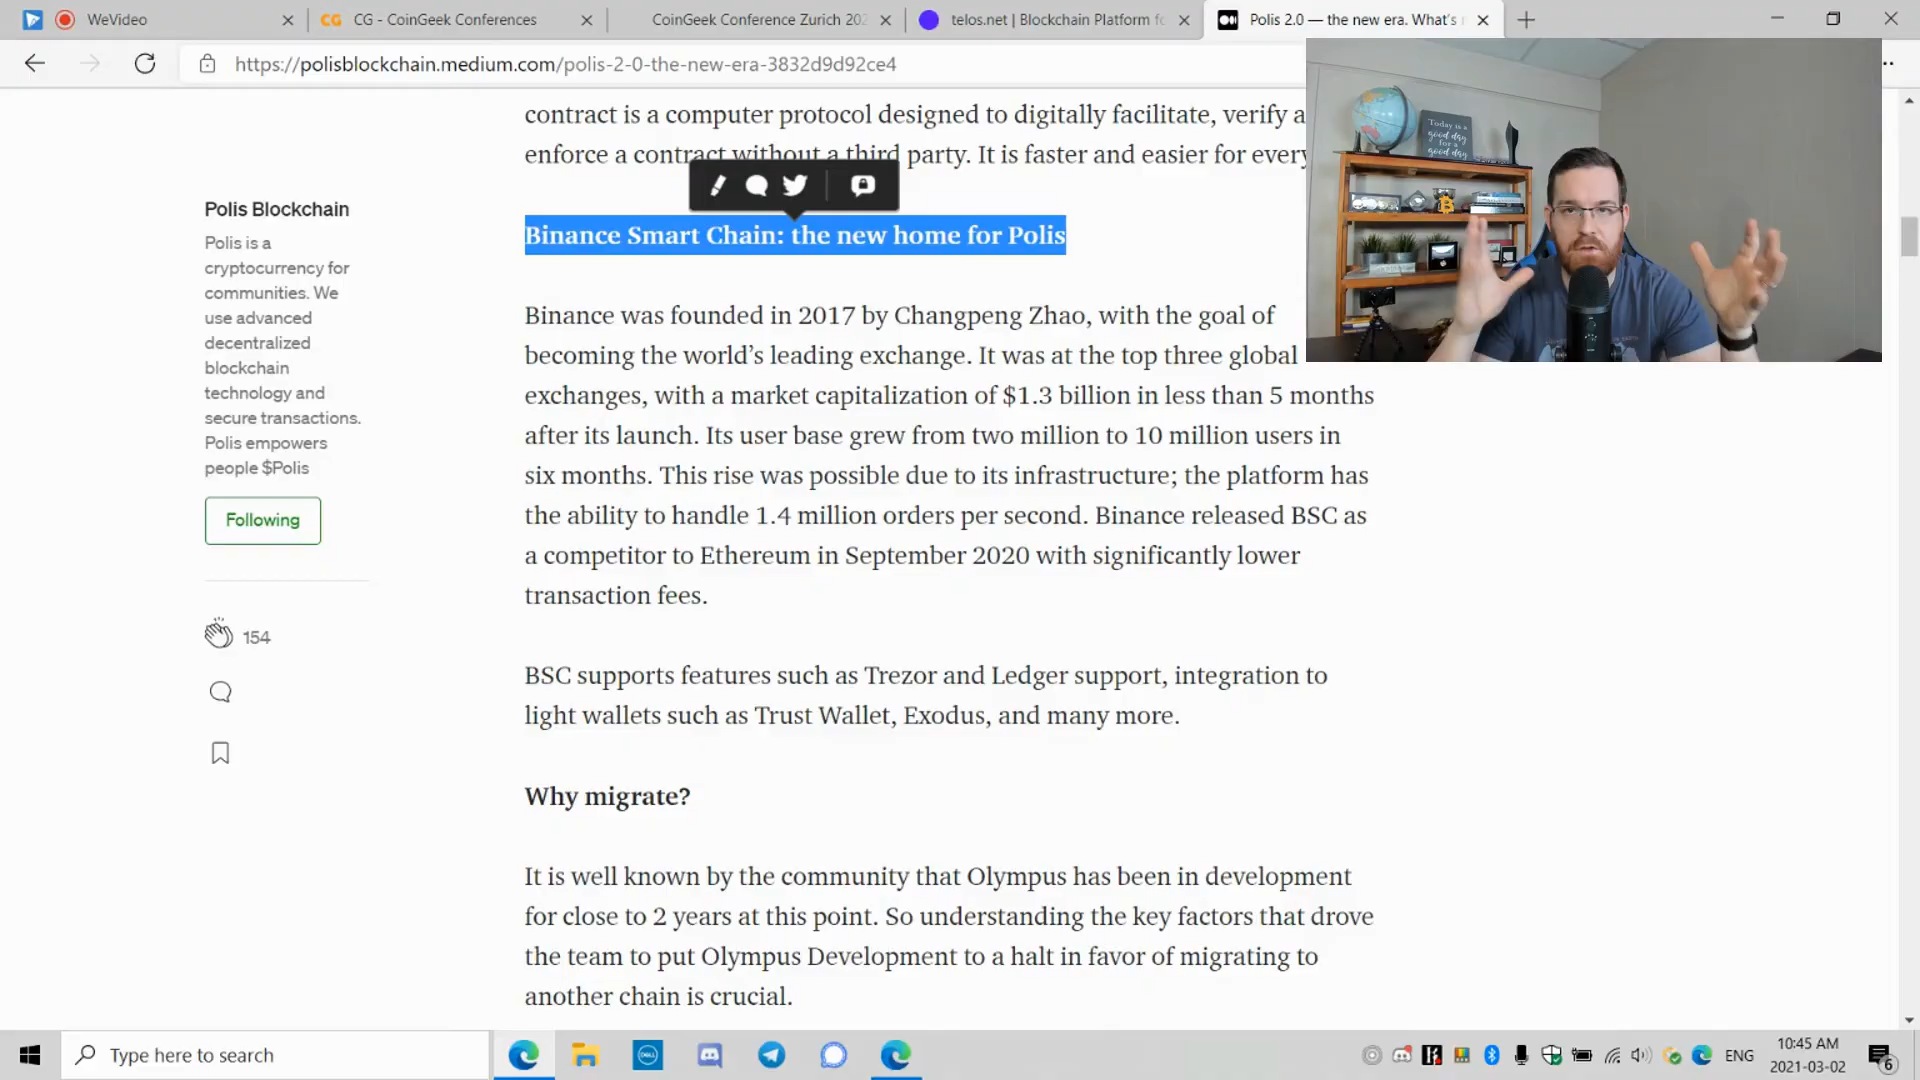 WeVideo
CG CG - CoinGeek Conferences
CoinGeek Conference Zurich 202
telos.net | Blockchain Platform fo
Polis 2.0 — the new era. What's
https://polisblockchain.medium.com/polis-2-0-the-new-era-3832d9d92ce4
contract is a computer protocol designed to digitally facilitate, verify a
enforce a contract without a third party. It is faster and easier for every
Polis Blockchain
Polis is a
cryptocurrency for
communities. We
use advanced
decentralized
blockchain
technology and
secure transactions.
Polis empowers
people $Polis
Following
154
Binance Smart Chain: the new home for Polis
Binance was founded in 2017 by Changpeng Zhao, with the goal of
becoming the world's leading exchange. It was at the top three global
exchanges, with a market capitalization of $1.3 billion in less than 5 months
after its launch. Its user base grew from two million to 10 million users in
six months. This rise was possible due to its infrastructure; the platform has
the ability to handle 1.4 million orders per second. Binance released BSC as
a competitor to Ethereum in September 2020 with significantly lower
transaction fees.
BSC supports features such as Trezor and Ledger support, integration to
light wallets such as Trust Wallet, Exodus, and many more.
Why migrate?
It is well known by the community that Olympus has been in development
for close to 2 years at this point. So understanding the key factors that drove
the team to put Olympus Development to a halt in favor of migrating to
another chain is crucial.
Today is a
good day
for a
good day
Type here to search
DELL
ENG
10:45 AM
2021-03-02
6